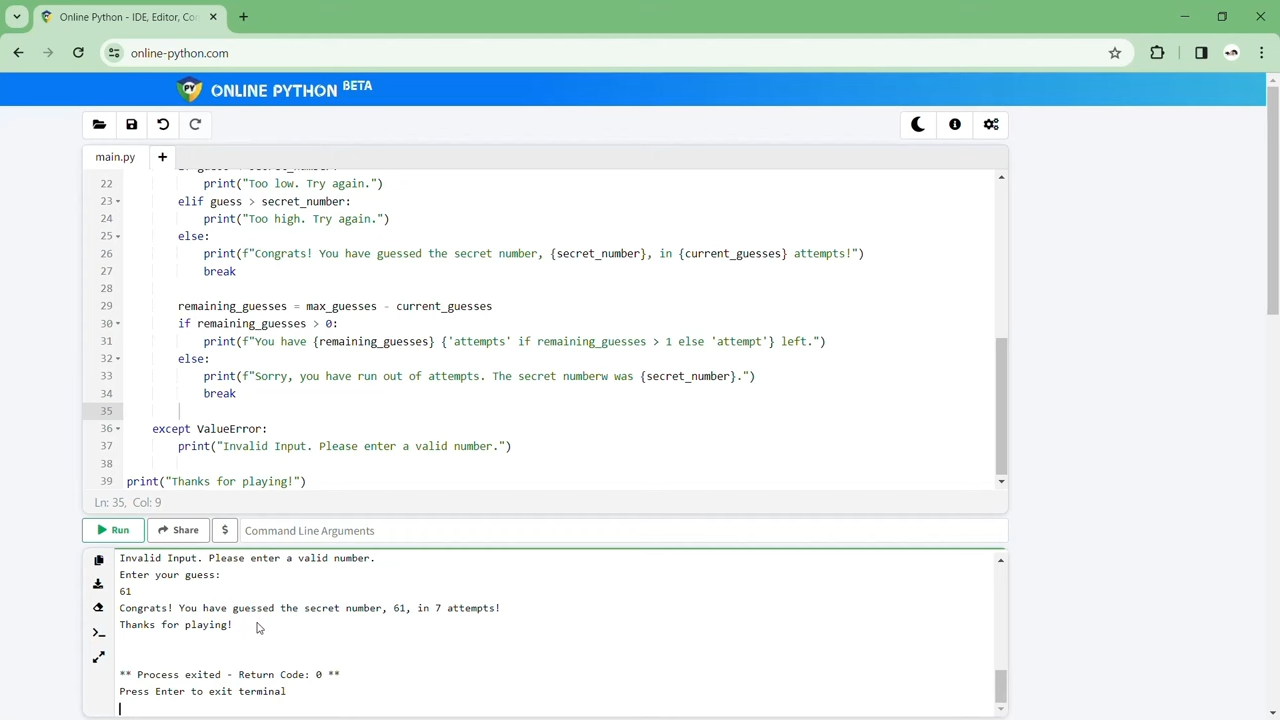 Online Python - IDE, Editor, Co
online-python.com
PY ONLINE PYTHON BETA
main.py
22 print("Too low. Try again.")
23 elif guess > secret_number:
24 print("Too high. Try again.")
25 else:
26 print(f"Congrats! You have guessed the secret number, {secret_number}, in {current_guesses} attempts!")
27 break
28
29 remaining_guesses = max_guesses - current_guesses
30 if remaining_guesses > 0:
31 print(f"You have {remaining_guesses} {'attempts' if remaining_guesses > 1 else 'attempt'} left.")
32 else:
33 print(f"Sorry, you have run out of attempts. The secret numberw was {secret_number}.")
34 break
35
36 except ValueError:
37 print("Invalid Input. Please enter a valid number.")
38
39 print("Thanks for playing!")
Ln: 35, Col: 9
Run Share $ Command Line Arguments
Invalid Input. Please enter a valid number.
Enter your guess:
61
Congrats! You have guessed the secret number, 61, in 7 attempts!
Thanks for playing!
** Process exited - Return Code: 0 **
Press Enter to exit terminal